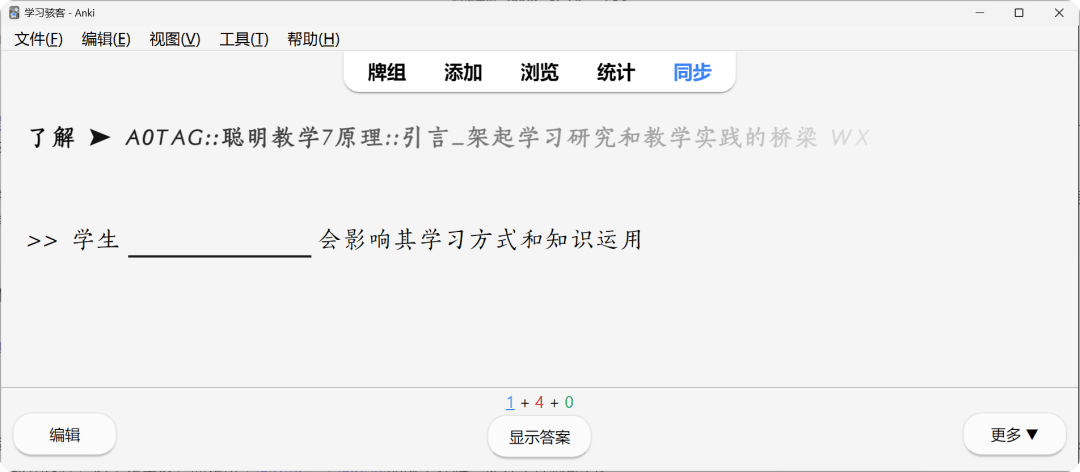 学习骇客 - Anki
文件(F) 编辑(E) 视图(V) 工具(T) 帮助(H)
牌组 添加 浏览 统计 同步
了解 ➤ AOTAG::聪明教学7原理::引言_架起学习研究和教学实践的桥梁 WX
>> 学生 ______________ 会影响其学习方式和知识运用
1 + 4 + 0
编辑 显示答案 更多▼